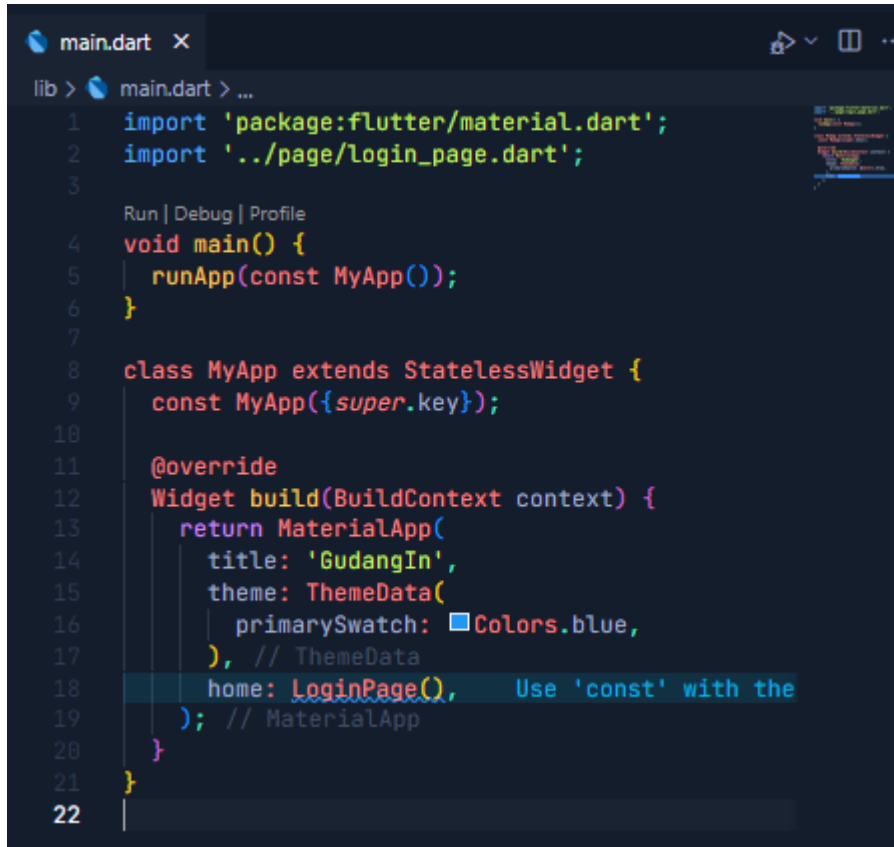 main.dart ×
lib > main.dart > ...
1 import 'package:flutter/material.dart';
2 import '../page/login_page.dart';
3
Run | Debug | Profile
4 void main() {
5   runApp(const MyApp());
6 }
7
8 class MyApp extends StatelessWidget {
9   const MyApp({super.key});
10
11   @override
12   Widget build(BuildContext context) {
13     return MaterialApp(
14       title: 'GudangIn',
15       theme: ThemeData(
16         primarySwatch: Colors.blue,
17       ), // ThemeData
18       home: LoginPage(),    Use 'const' with the
19     ); // MaterialApp
20   }
21 }
22